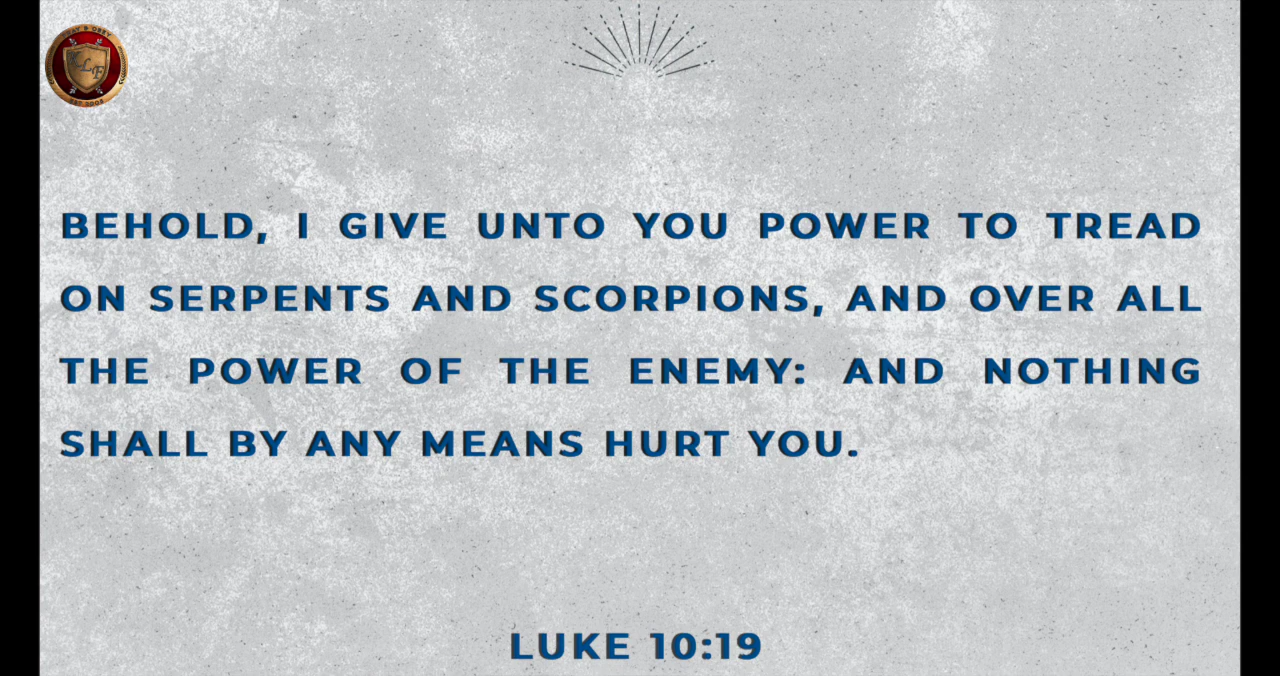 BEHOLD, I GIVE UNTO YOU POWER TO TREAD
ON SERPENTS AND SCORPIONS, AND OVER ALL
THE POWER OF THE ENEMY: AND NOTHING
SHALL BY ANY MEANS HURT YOU.
LUKE 10:19